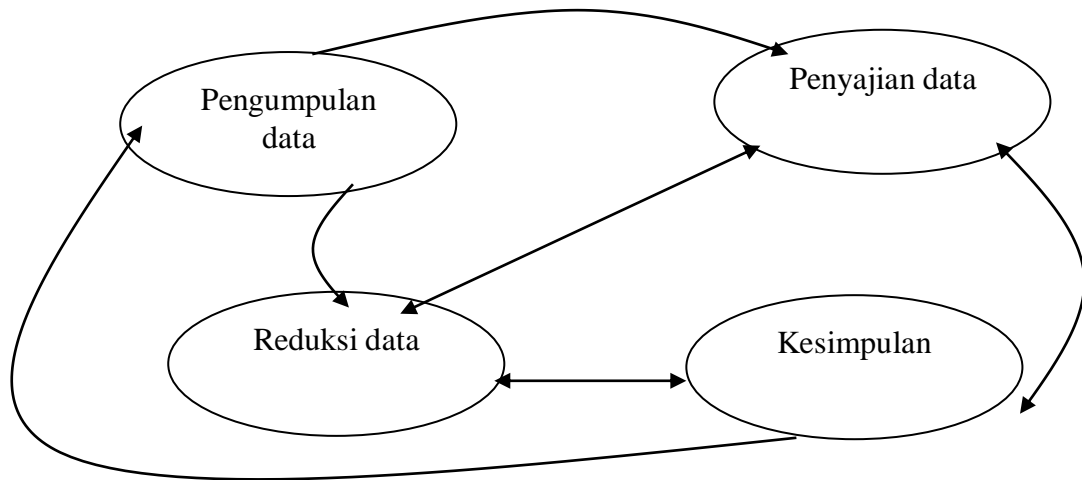 Pengumpulan
data
Penyajian data
Reduksi data
Kesimpulan